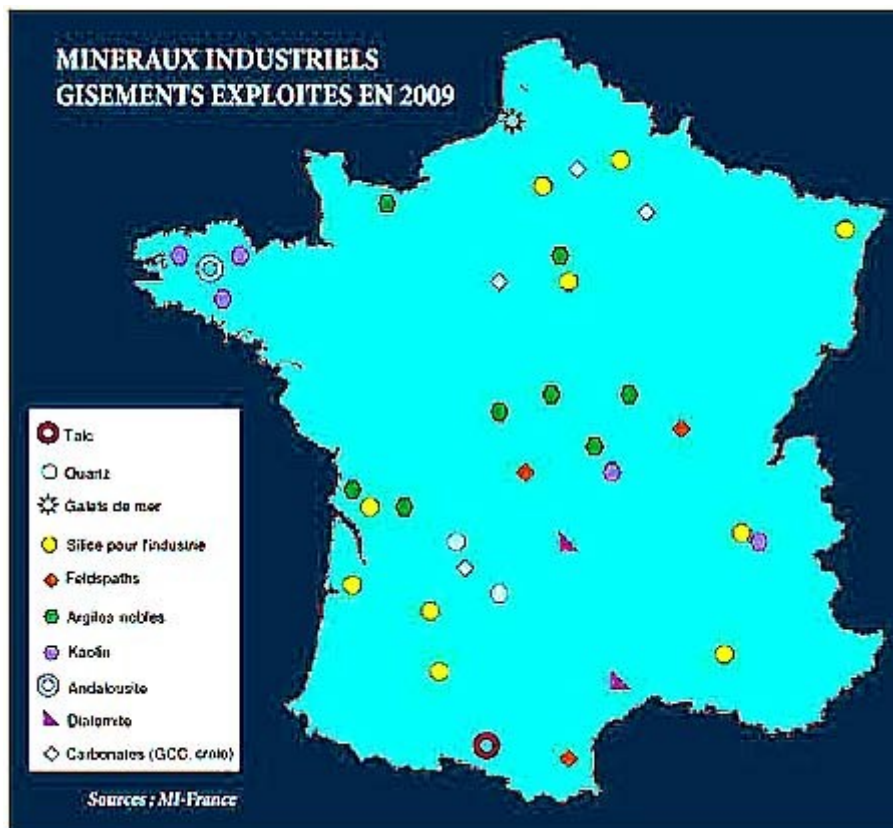 MINERAUX INDUSTRIELS
GISEMENTS EXPLOITES EN 2009
Talc
Quartz
Galets de mer
Silice pour l'industrie
Feldspaths
Argiles nobles
Kaolin
Andalousite
Diatomite
Carbonates (GCC, craie)
Sources ; MI-France